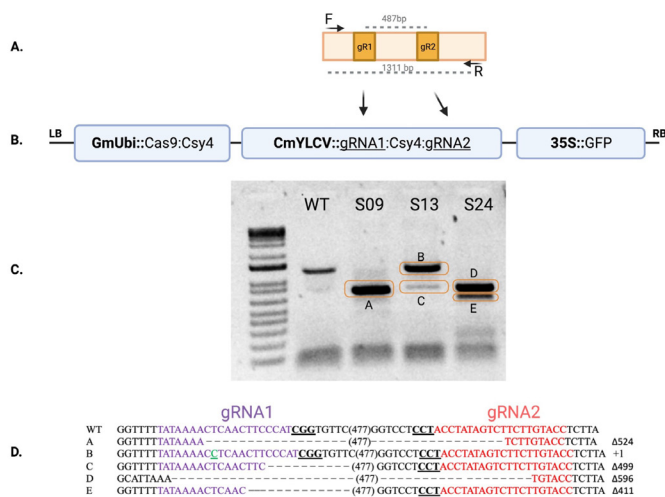 A.
F
487bp
gR1
gR2
1311 bp
R
B.
LB
GmUbi::Cas9:Csy4
CmYLCV::gRNA1:Csy4:gRNA2
35S::GFP
RB
C.
WT S09 S13 S24
B
D
A
C
E
gRNA1 gRNA2
D.
WT GGTTTTTATAAAACTCAACTTCCCATCGGTGTTC(477)GGTCCTCCTACCTATAGTCTTCTTGTACCTCTTA
A GGTTTTTATAAAA------------------(477)------------------TCTTGTACCTCTTA Δ524
B GGTTTTTATAAAACCTCAACTTCCCATCGGTGTTC(477)GGTCCTCCTACCTATAGTCTTCTTGTACCTCTTA +1
C GGTTTTTATAAAACTCAACTTC-----------(477) GGTCCTCCTACCTATAGTCTTCTTGTACCTCTTA Δ499
D GCATTAAA------------------(477)------------------TGTACCTCTTA Δ596
E GGTTTTTATAAAACTCAAC-----------(477) GGTCCTCCTACCTATAGTCTTCTTGTACCTCTTA Δ411